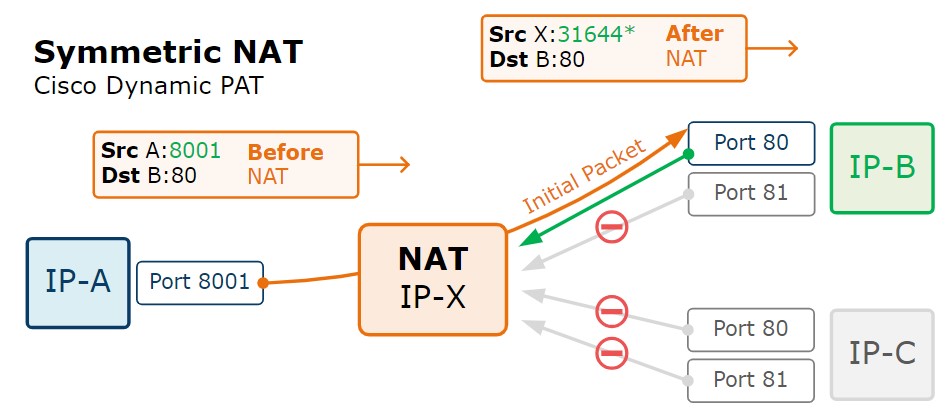 Symmetric NAT
Cisco Dynamic PAT
Src X:31644* After
Dst B:80 NAT
Src A:8001 Before
Dst B:80 NAT
Initial Packet
Port 80
Port 81
IP-B
IP-A
Port 8001
NAT
IP-X
Port 80
Port 81
IP-C